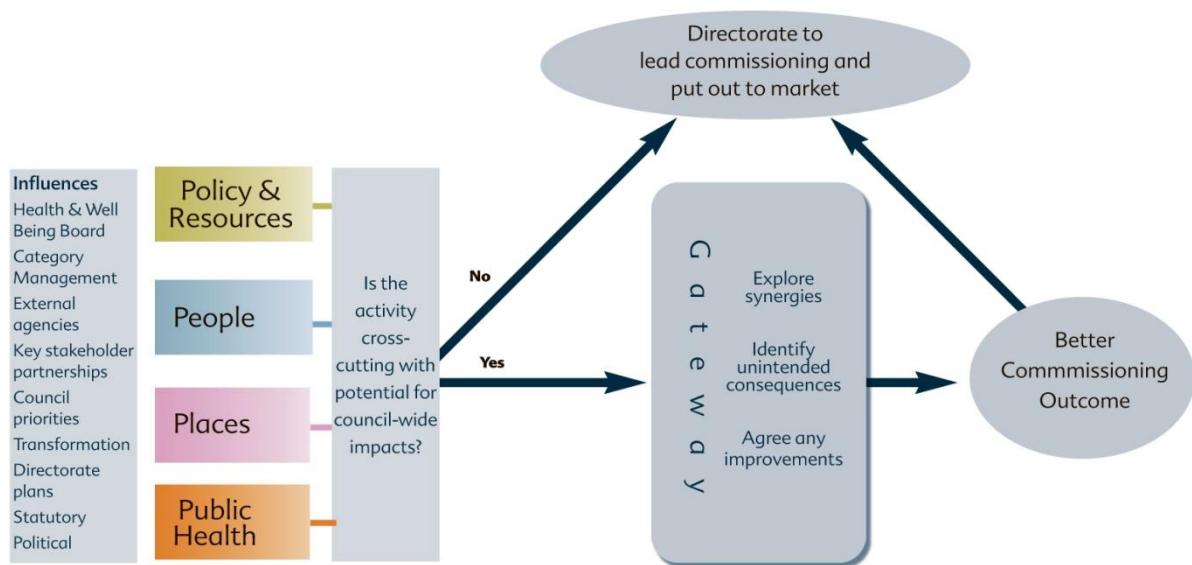 Directorate to
lead commissioning and
put out to market
Influences
Health & Well
Being Board
Category
Management
External
agencies
Key stakeholder
partnerships
Council
priorities
Transformation
Directorate
plans
Statutory
Political
Policy &
Resources
People
Places
Public
Health
Is the
activity
cross-
cutting with
potential for
council-wide
impacts?
No
Yes
Gateway
Explore
synergies
Identify
unintended
consequences
Agree any
improvements
Better
Commmissioning
Outcome